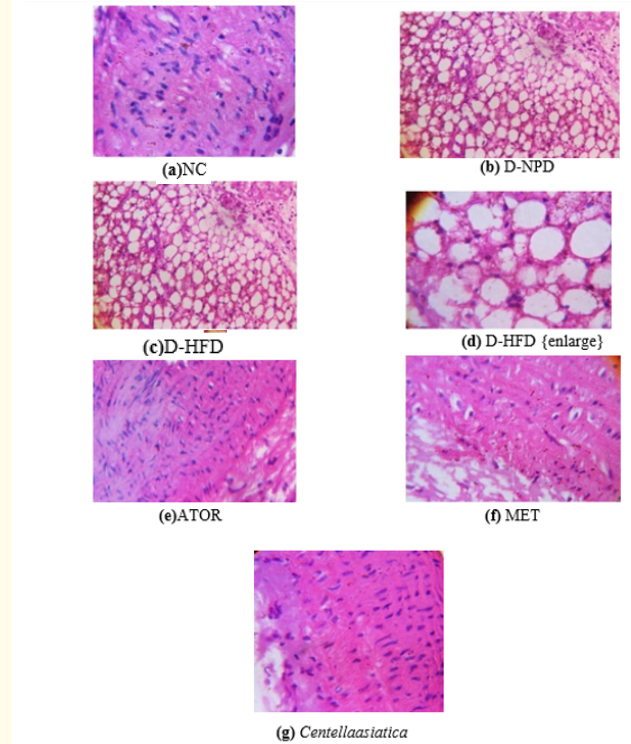 (a)NC
(b) D-NPD
(c)D-HFD
(d) D-HFD {enlarge}
(e)ATOR
(f) MET
(g) Centellaasiatica